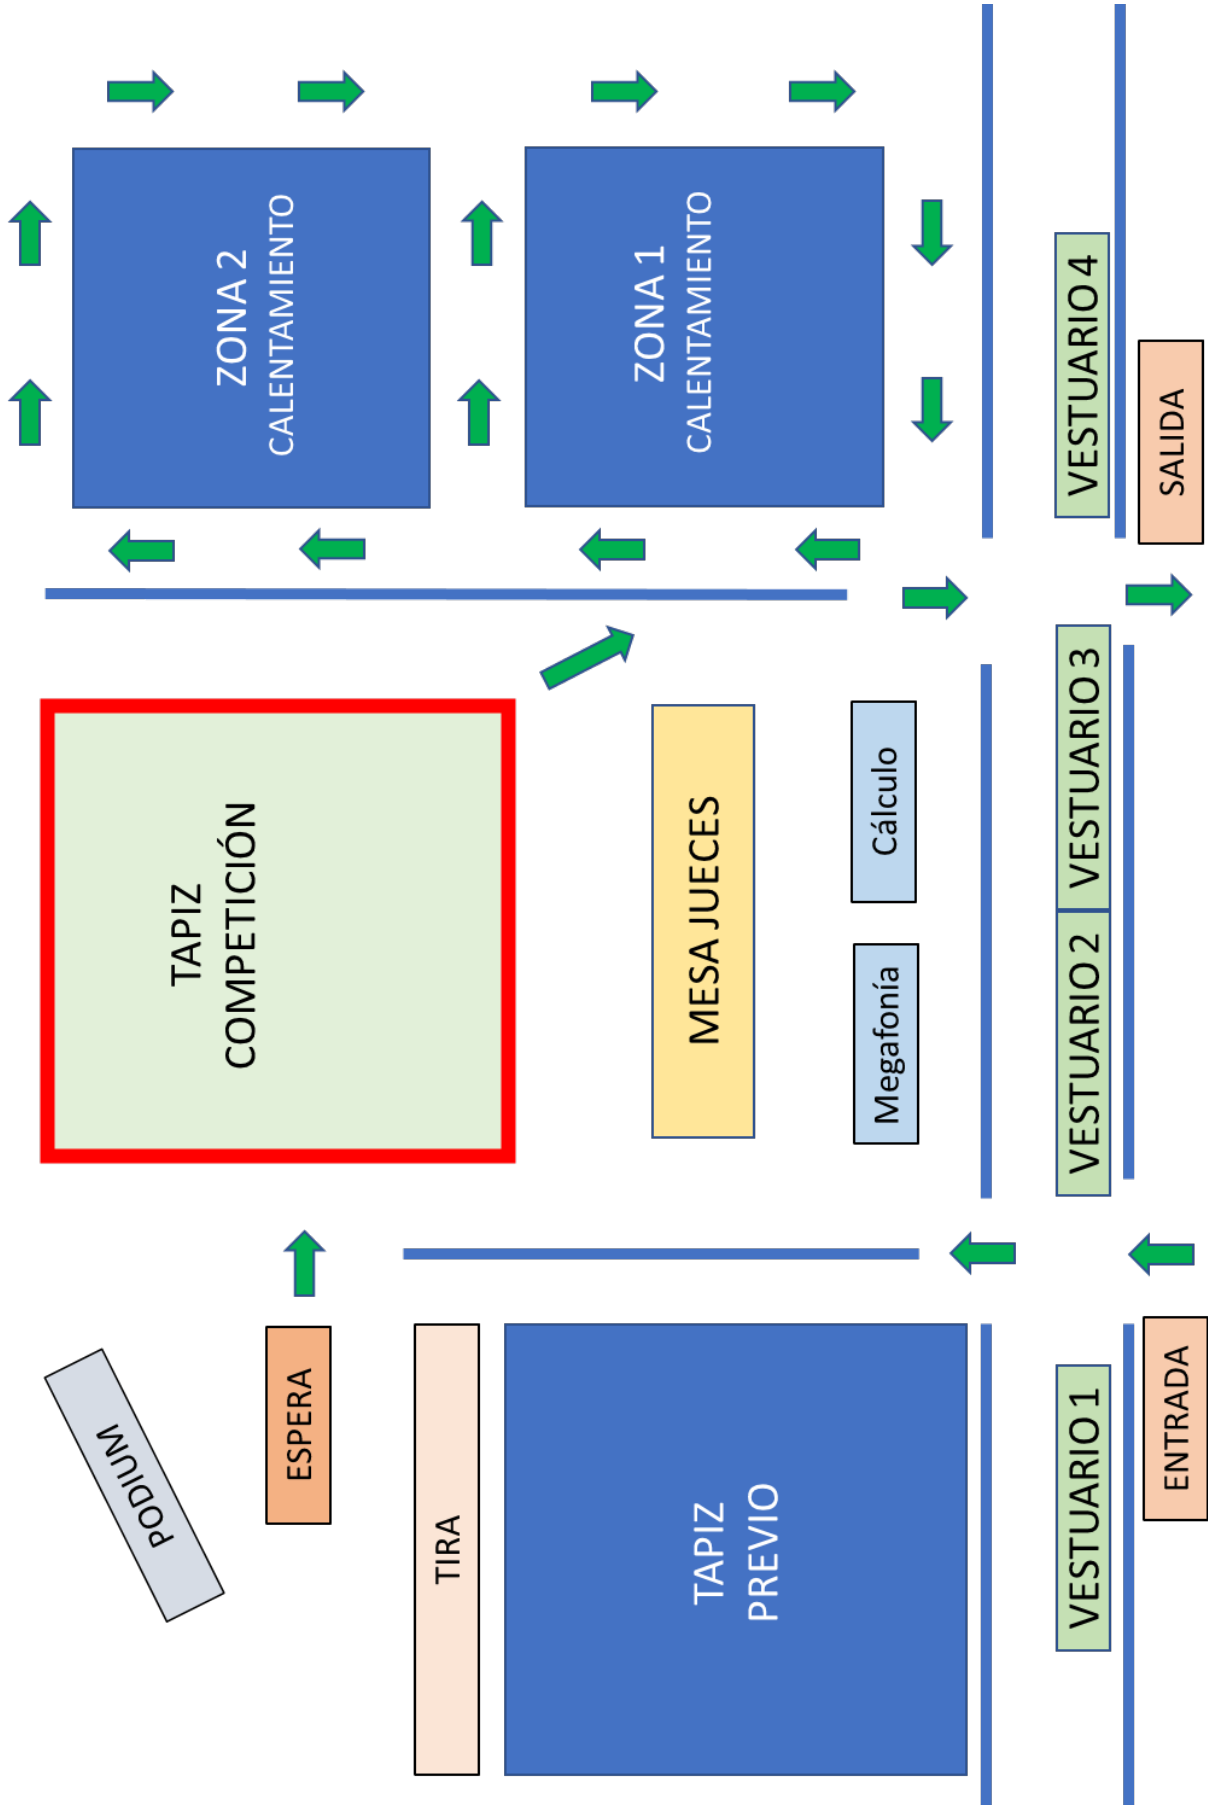 PODIUM
TAPIZ
COMPETICIÓN
ZONA 2
CALENTAMIENTO
ESPERA
TIRA
TAPIZ
PREVIO
MESA JUECES
ZONA 1
CALENTAMIENTO
Megafonía
Cálculo
VESTUARIO 1
VESTUARIO 2
VESTUARIO 3
VESTUARIO 4
ENTRADA
SALIDA